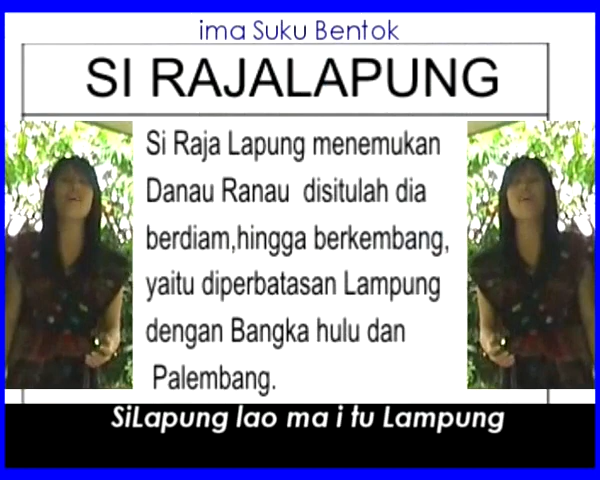 ima Suku Bentok
SI RAJALAPUNG
Si Raja Lapung menemukan
Danau Ranau disitulah dia
berdiam,hingga berkembang,
yaitu diperbatasan Lampung
dengan Bangka hulu dan
Palembang.
SiLapung lao ma i tu Lampung